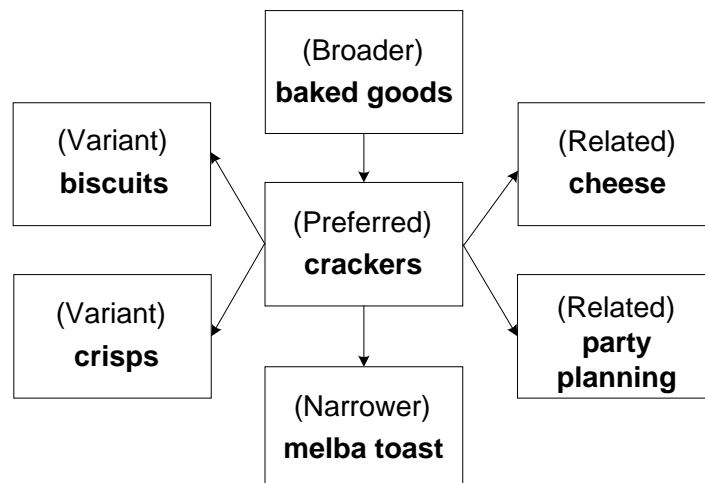 (Broader)
baked goods
(Variant)
biscuits
(Related)
cheese
(Preferred)
crackers
(Variant)
crisps
(Related)
party
planning
(Narrower)
melba toast